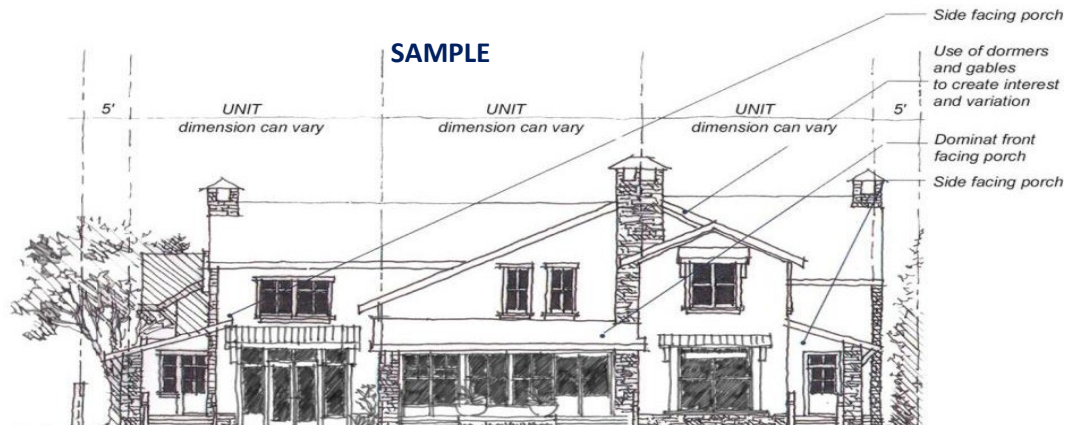 Side facing porch
SAMPLE
Use of dormers
and gables
to create interest
and variation
5'
UNIT
dimension can vary
UNIT
dimension can vary
UNIT
dimension can vary
5'
Dominat front
facing porch
Side facing porch